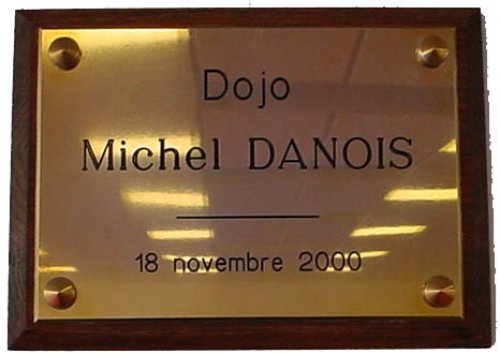 Dojo
Michel DANOIS
18 novembre 2000